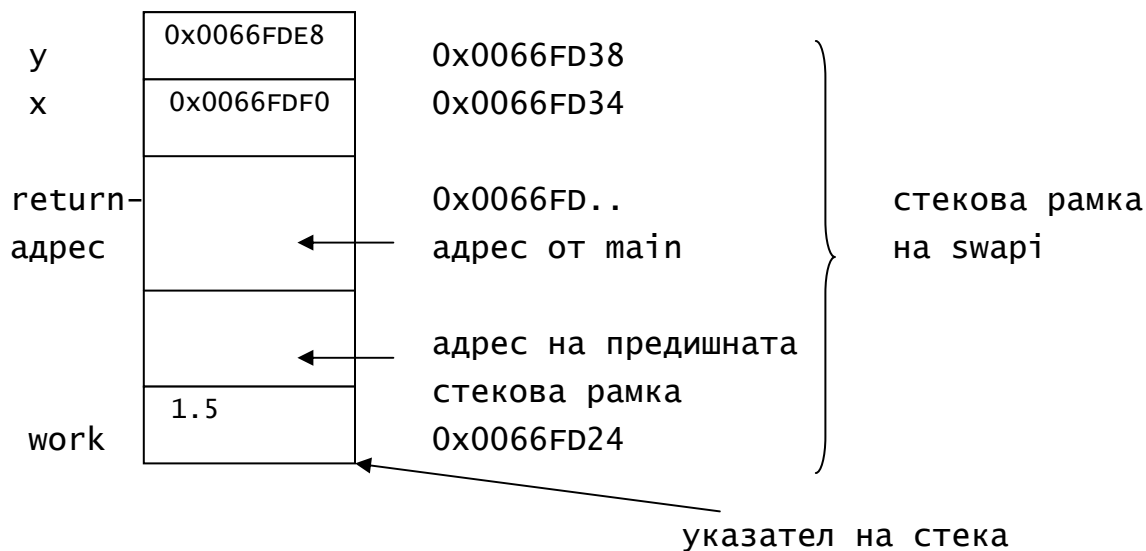 y 0x0066FDE8 0x0066FD38
x 0x0066FDF0 0x0066FD34
return- 0x0066FD.. стекова рамка
адрес адрес от main на swapi
адрес на предишната
стекова рамка
1.5
work 0x0066FD24
указател на стека